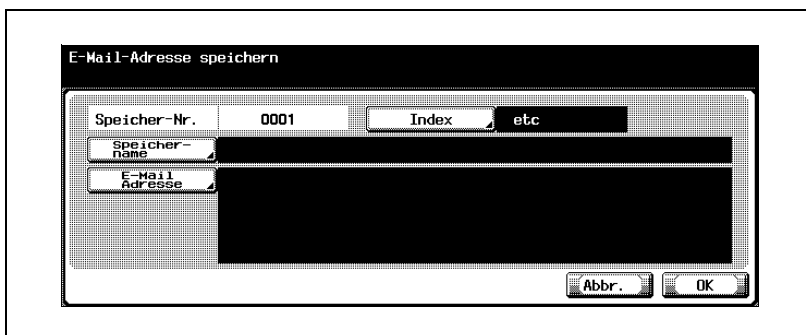 E-Mail-Adresse speichern
Speicher-Nr. 0001 Index etc
Speicher-
name
E-Mail
Adresse
Abbr. OK